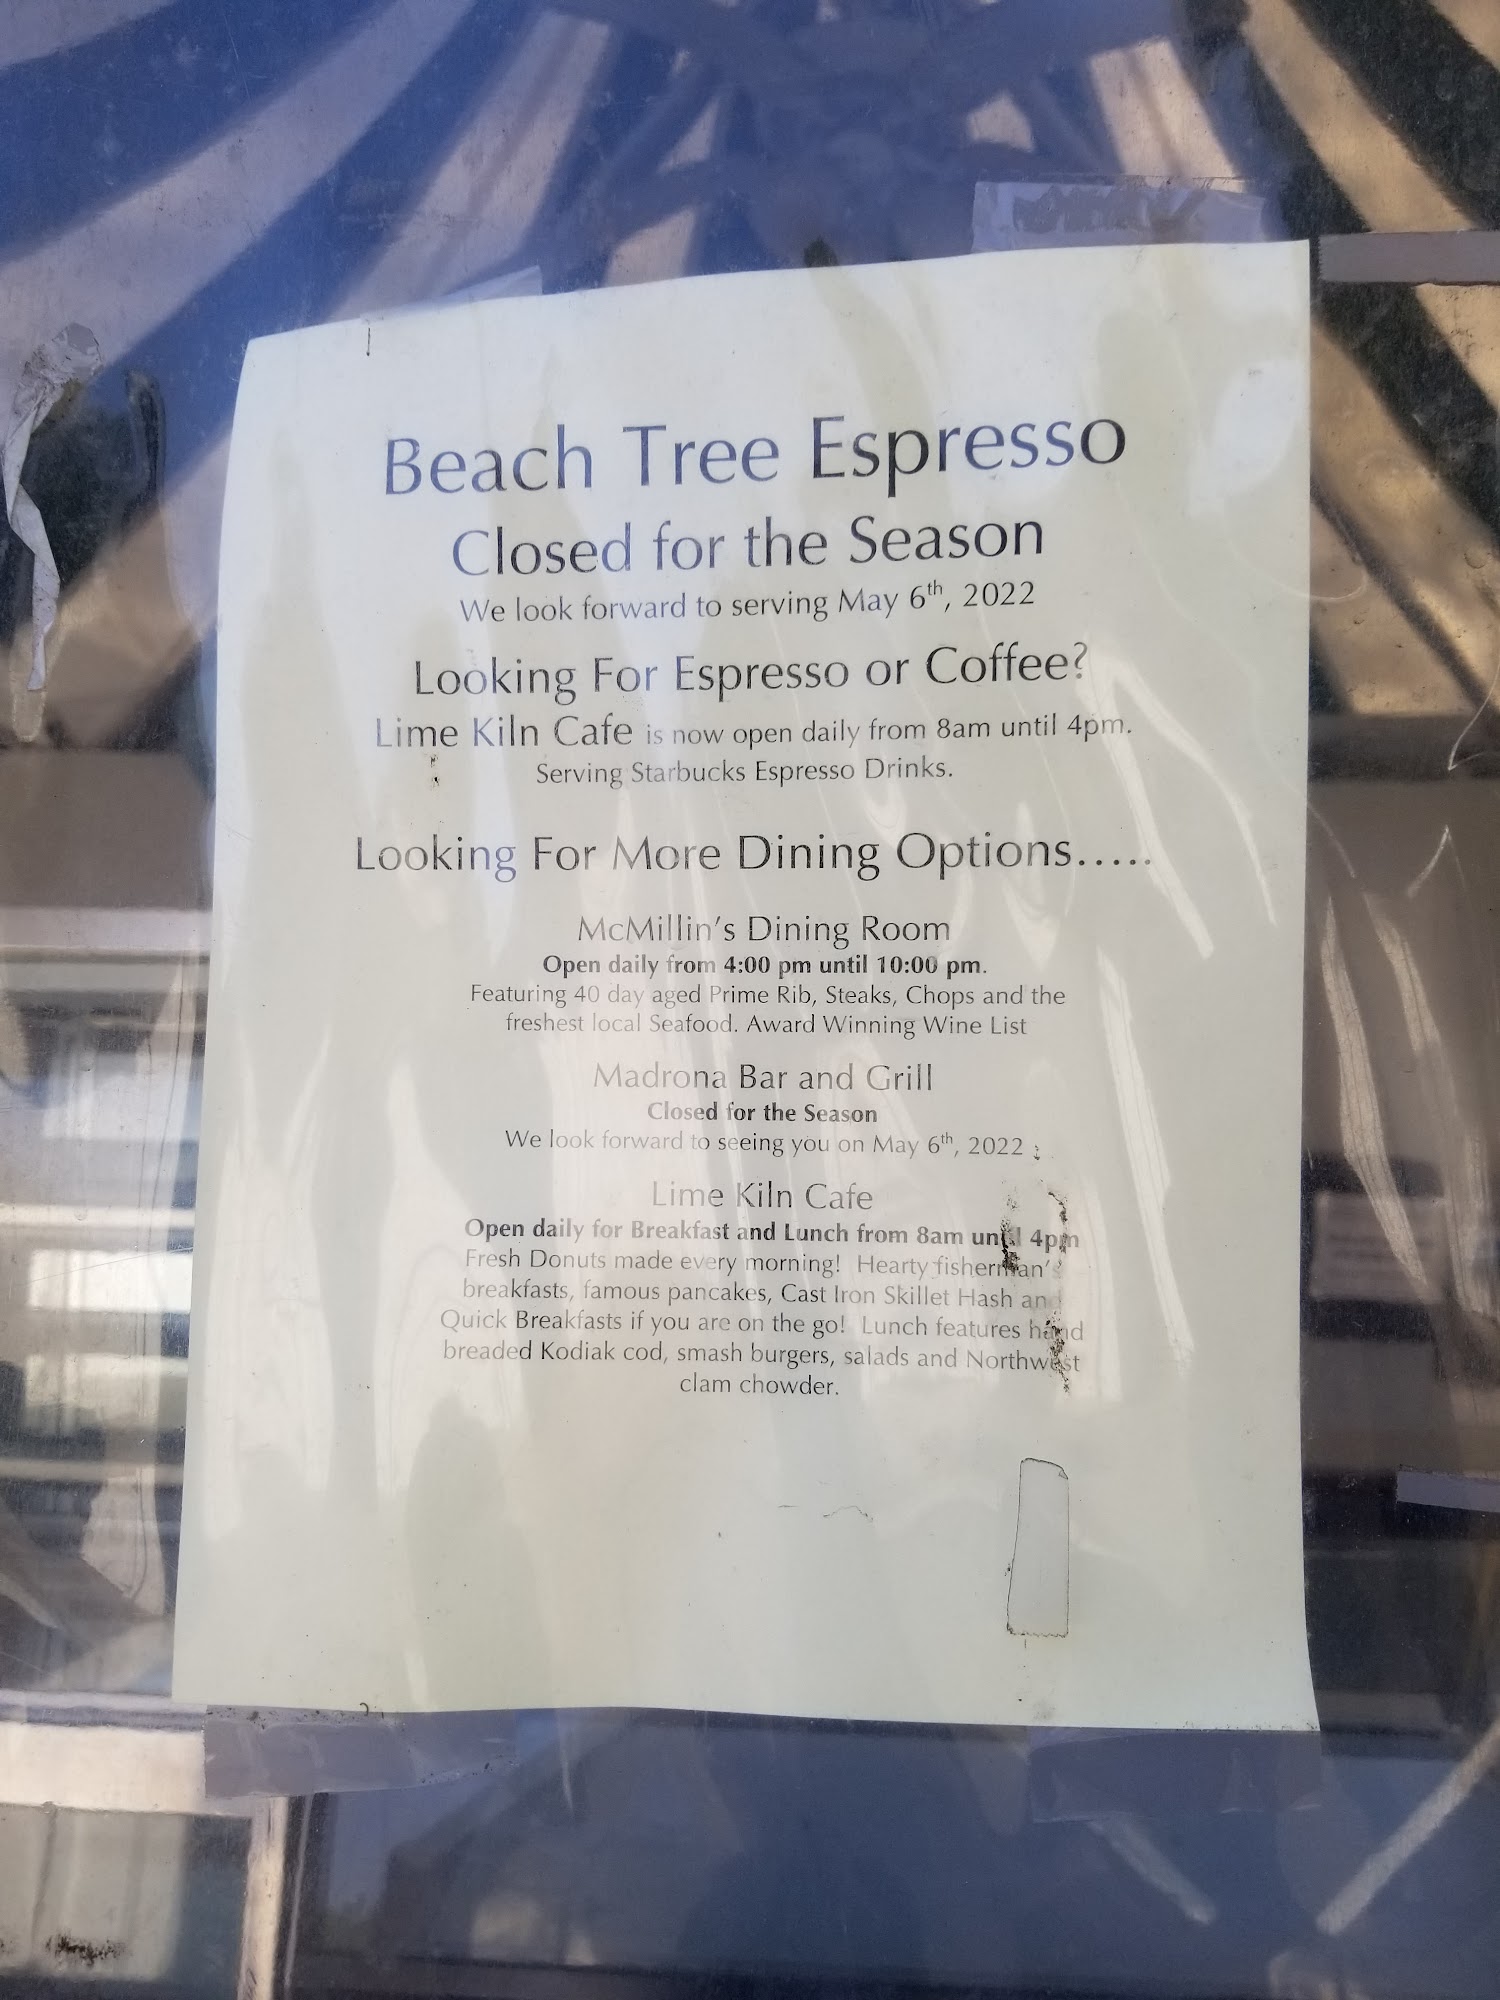 Beach Tree Espresso
Closed for the Season
We look forward to serving May 6th, 2022
Looking For Espresso or Coffee?
Lime Kiln Cafe is now open daily from 8am until 4pm.
Serving Starbucks Espresso Drinks.
Looking For More Dining Options.....
McMillin's Dining Room
Open daily from 4:00 pm until 10:00 pm.
Featuring 40 day aged Prime Rib, Steaks, Chops and the
freshest local Seafood. Award Winning Wine List
Madrona Bar and Grill
Closed for the Season
We look forward to seeing you on May 6th, 2022
Lime Kiln Cafe
Open daily for Breakfast and Lunch from 8am until 4pm
Fresh Donuts made every morning! Hearty fisherman's
breakfasts, famous pancakes, Cast Iron Skillet Hash and
Quick Breakfasts if you are on the go! Lunch features hand
breaded Kodiak cod, smash burgers, salads and Northwest
clam chowder.